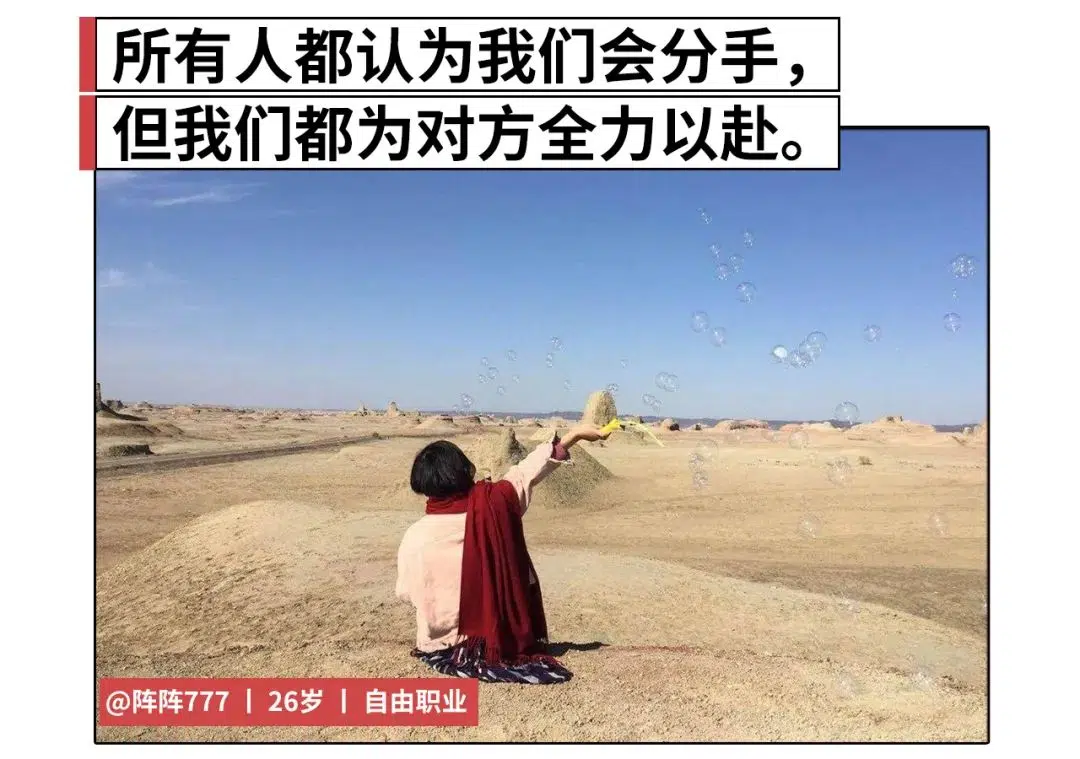 所有人都认为我们会分手，
但我们都为对方全力以赴。
@阵阵777 | 26岁 | 自由职业